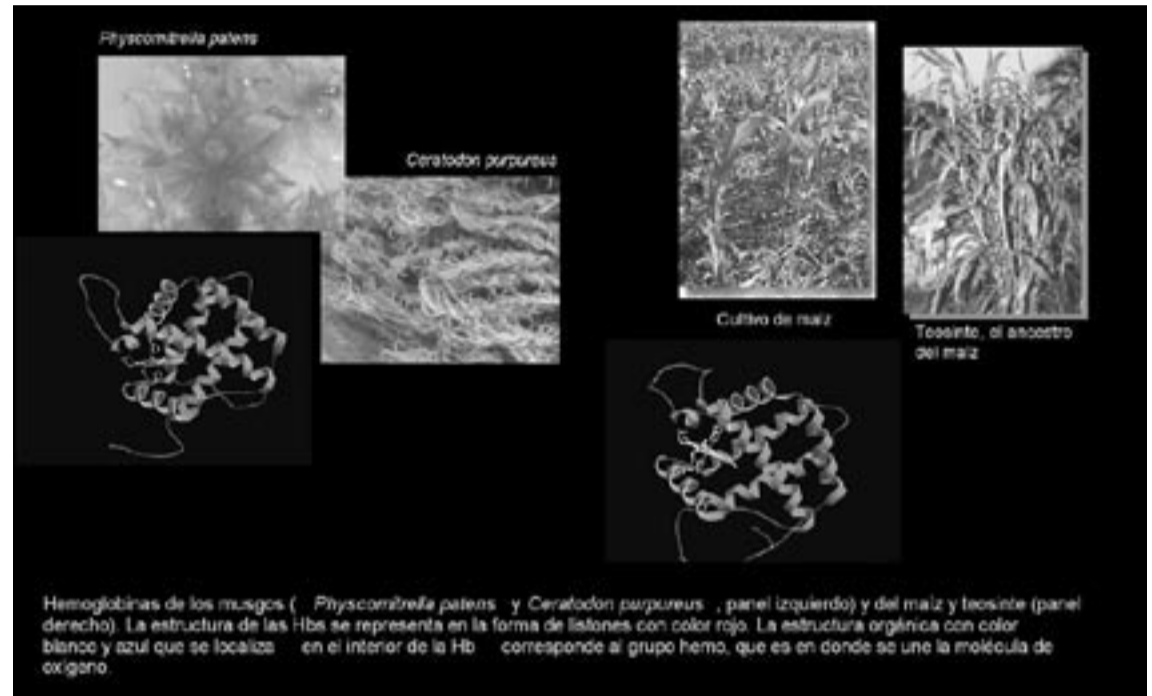 Physcomitrella patens
Ceratodon purpureus
Cultivo de maíz
Teosinte, el ancestro
del maíz
Hemoglobinas de los musgos ( Physcomitrella patens y Ceratodon purpureus , panel izquierdo) y del maíz y teosinte (panel
derecho). La estructura de las Hbs se representa en la forma de listones con color rojo. La estructura orgánica con color
blanco y azul que se localiza en el interior de la Hb corresponde al grupo hemo, que es en donde se une la molécula de
oxígeno.